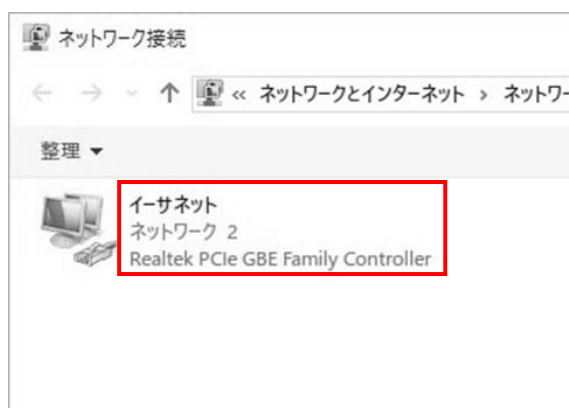 ネットワーク接続
« ネットワークとインターネット › ネットワー
整理
イーサネット
ネットワーク 2
Realtek PCIe GBE Family Controller